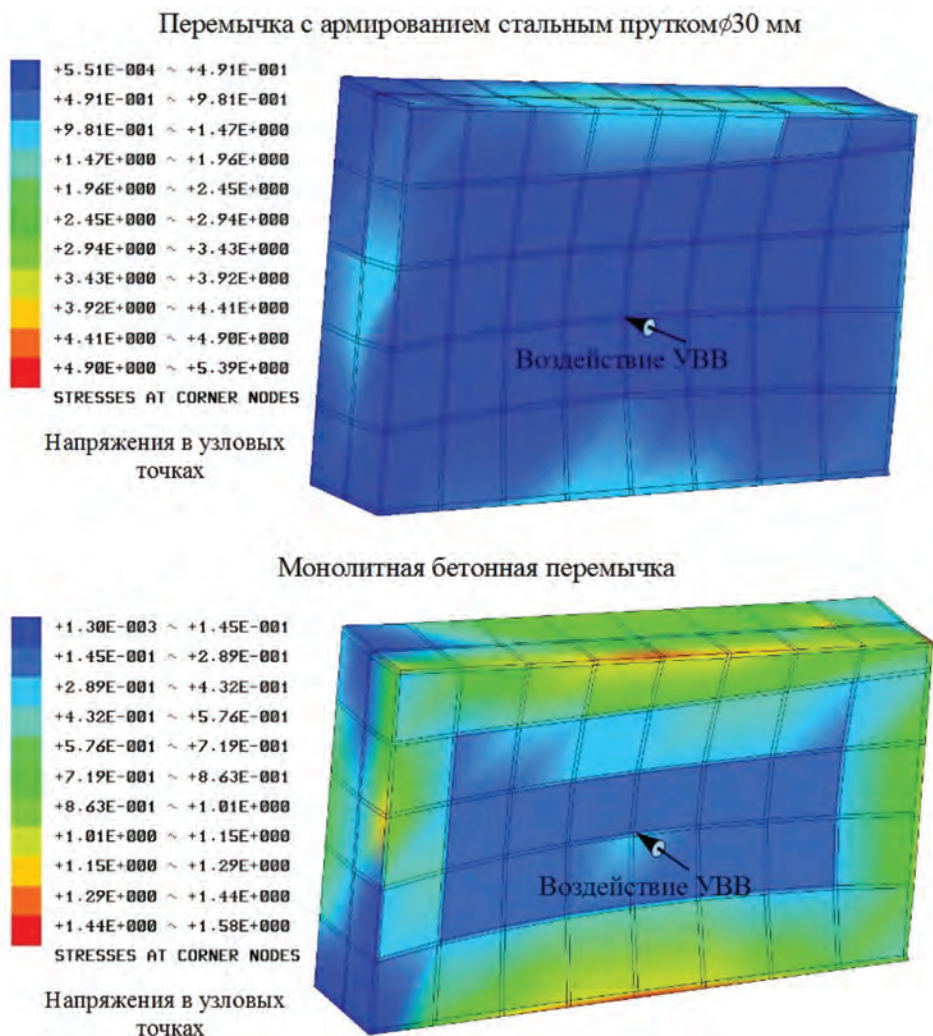 Перемычка с армированием стальным прутком⌀30 мм
+5.51E-004 ~ +4.91E-001
+4.91E-001 ~ +9.81E-001
+9.81E-001 ~ +1.47E+000
+1.47E+000 ~ +1.96E+000
+1.96E+000 ~ +2.45E+000
+2.45E+000 ~ +2.94E+000
+2.94E+000 ~ +3.43E+000
+3.43E+000 ~ +3.92E+000
+3.92E+000 ~ +4.41E+000
+4.41E+000 ~ +4.90E+000
+4.90E+000 ~ +5.39E+000
STRESSES AT CORNER NODES
Напряжения в узловых
точках
Воздействие УВВ
Монолитная бетонная перемычка
+1.30E-003 ~ +1.45E-001
+1.45E-001 ~ +2.89E-001
+2.89E-001 ~ +4.32E-001
+4.32E-001 ~ +5.76E-001
+5.76E-001 ~ +7.19E-001
+7.19E-001 ~ +8.63E-001
+8.63E-001 ~ +1.01E+000
+1.01E+000 ~ +1.15E+000
+1.15E+000 ~ +1.29E+000
+1.29E+000 ~ +1.44E+000
+1.44E+000 ~ +1.58E+000
STRESSES AT CORNER NODES
Напряжения в узловых
точках
Воздействие УВВ